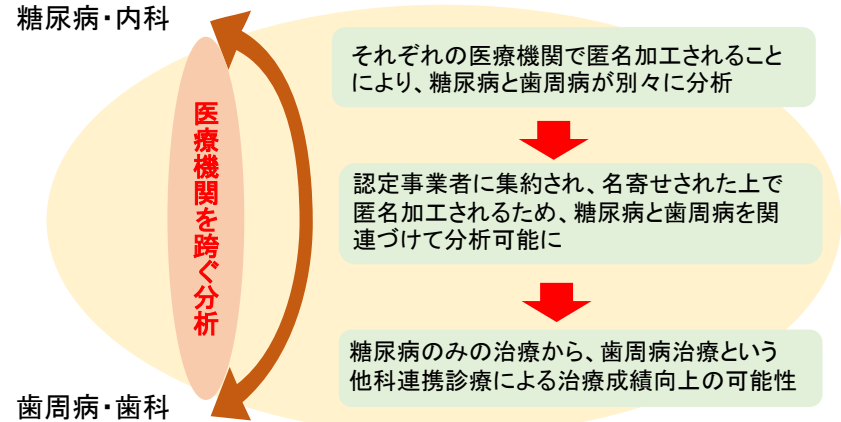 糖尿病・内科
それぞれの医療機関で匿名加工されること
により、糖尿病と歯周病が別々に分析
医療機関を跨ぐ分析
認定事業者に集約され、名寄せされた上で
匿名加工されるため、糖尿病と歯周病を関
連づけて分析可能に
糖尿病のみの治療から、歯周病治療という
他科連携診療による治療成績向上の可能性
歯周病・歯科